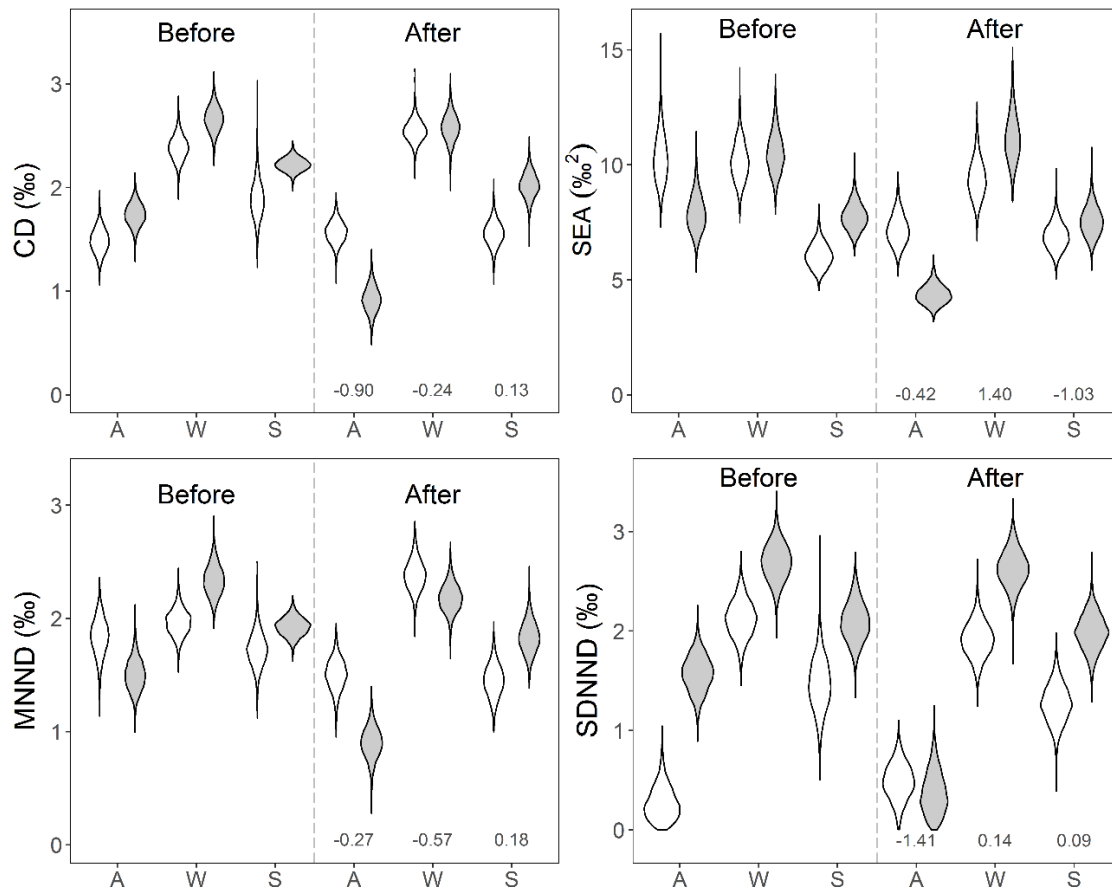 Before After
3
2
1
0
CD (‰)
-0.90 -0.24 0.13
A W S A W S
Before After
15
10
5
0
SEA (‰²)
-0.42 1.40 -1.03
A W S A W S
Before After
3
2
1
0
MNND (‰)
-0.27 -0.57 0.18
A W S A W S
Before After
3
2
1
0
SDNND (‰)
-1.41 0.14 0.09
A W S A W S